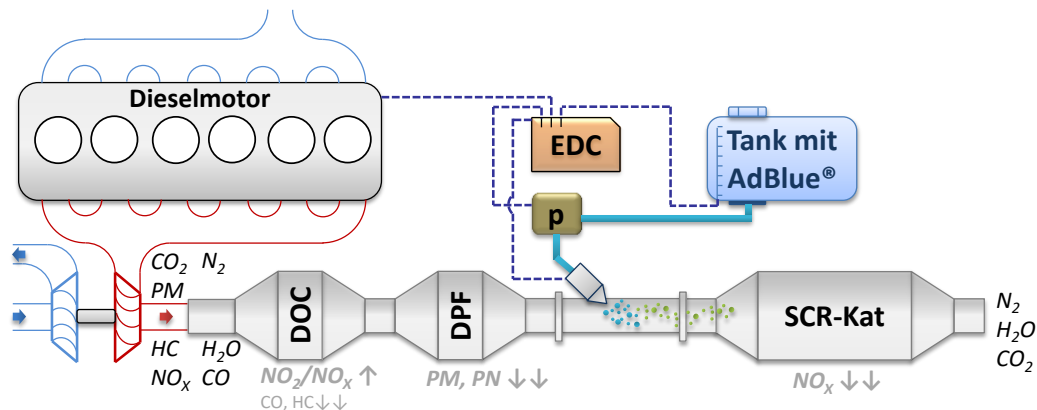 Dieselmotor
EDC
Tank mit
AdBlue®
p
CO₂ N₂
PM
HC H₂O
NOₓ CO
DOC
DPF
SCR-Kat
N₂
H₂O
CO₂
NO₂/NOₓ ↑
CO, HC↓↓
PM, PN ↓↓
NOₓ ↓↓